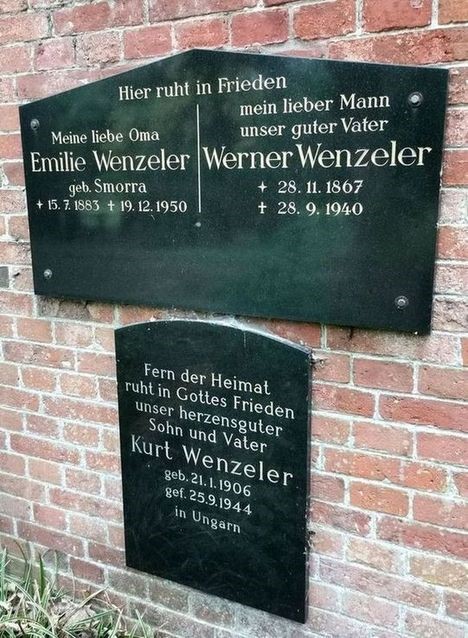 Hier ruht in Frieden
Meine liebe Oma
Emilie Wenzeler
geb. Smorra
+ 15. 7. 1883 † 19. 12. 1950
mein lieber Mann
unser guter Vater
Werner Wenzeler
+ 28. 11. 1867
† 28. 9. 1940
Fern der Heimat
ruht in Gottes Frieden
unser herzensguter
Sohn und Vater
Kurt Wenzeler
geb. 21. 1. 1906
gef. 25. 9. 1944
in Ungarn